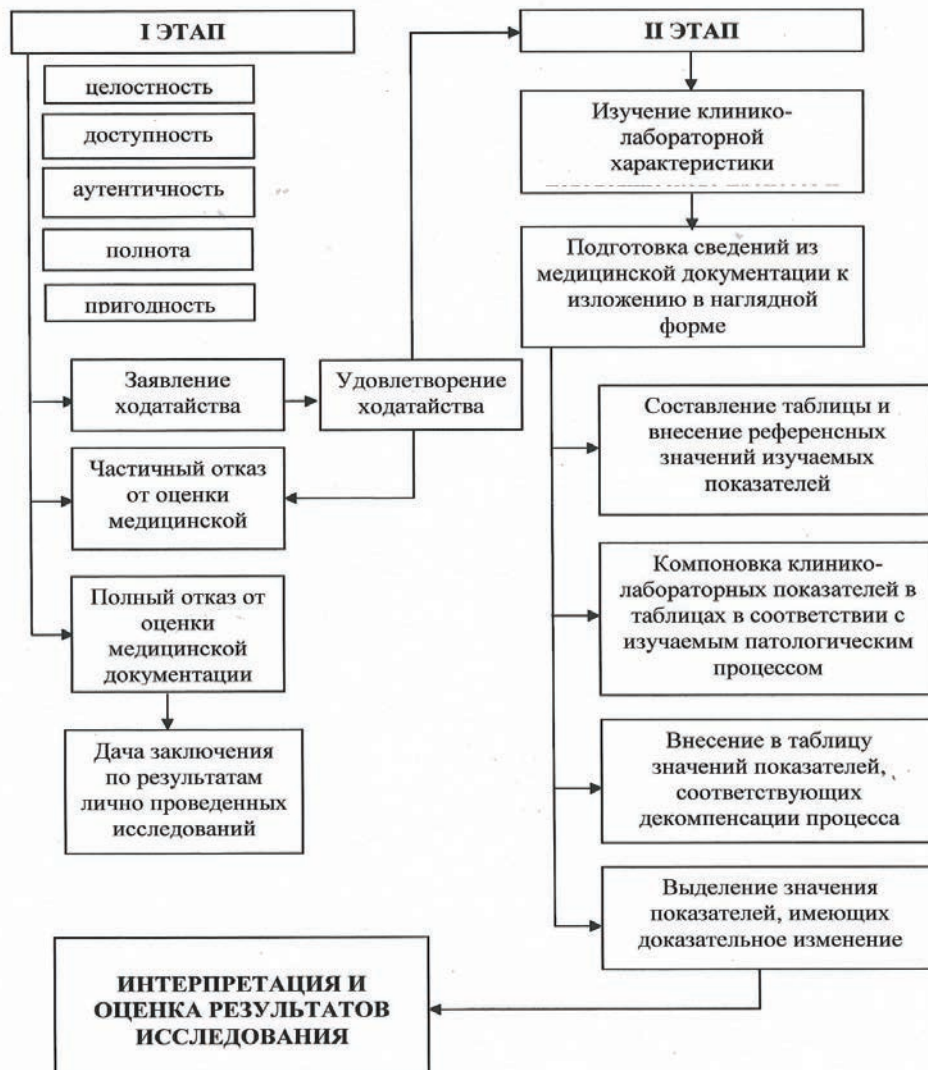 I ЭТАП
целостность
доступность
аутентичность
полнота
пригодность
Заявление
ходатайства
Удовлетворение
ходатайства
Частичный отказ
от оценки
медицинской
Полный отказ от
оценки
медицинской
документации
Дача заключения
по результатам
лично проведенных
исследований
II ЭТАП
Изучение клинико-
лабораторной
характеристики
Подготовка сведений из
медицинской документации к
изложению в наглядной
форме
Составление таблицы и
внесение референсных
значений изучаемых
показателей
Компоновка клинико-
лабораторных показателей в
таблицах в соответствии с
изучаемым патологическим
процессом
Внесение в таблицу
значений показателей,
соответствующих
декомпенсации процесса
Выделение значения
показателей, имеющих
доказательное изменение
ИНТЕРПРЕТАЦИЯ И
ОЦЕНКА РЕЗУЛЬТАТОВ
ИССЛЕДОВАНИЯ